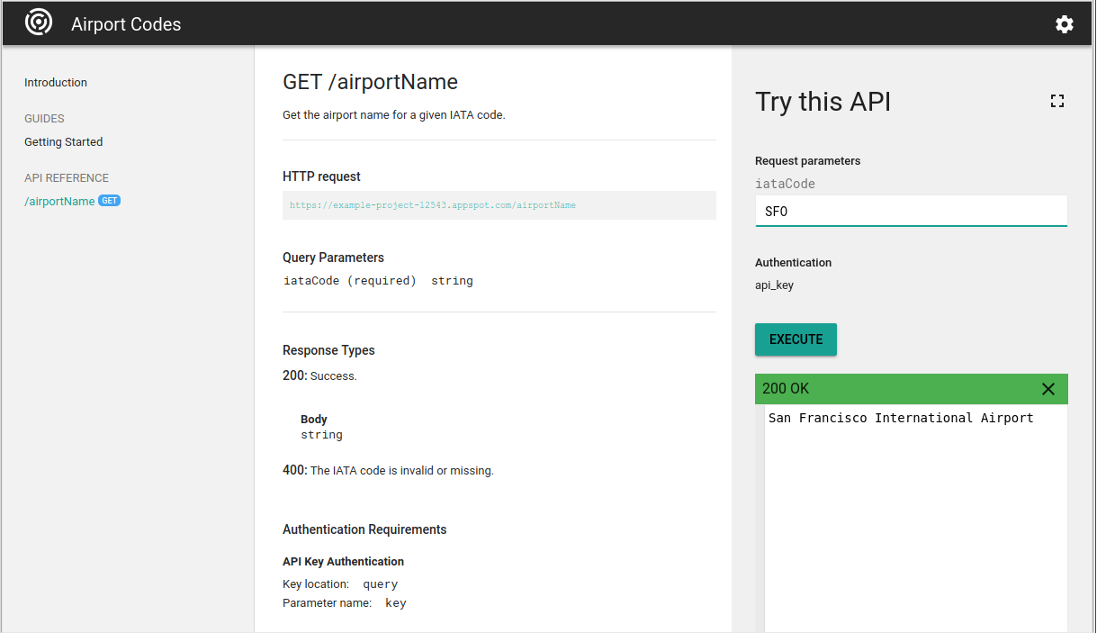 Airport Codes
Introduction
GUIDES
Getting Started
API REFERENCE
/airportName GET
GET /airportName
Get the airport name for a given IATA code.
HTTP request
https://example-project-12543.appspot.com/airportName
Query Parameters
iataCode (required) string
Response Types
200: Success.
Body
string
400: The IATA code is invalid or missing.
Authentication Requirements
API Key Authentication
Key location: query
Parameter name: key
Try this API
Request parameters
iataCode
SFO
Authentication
api_key
EXECUTE
200 OK
San Francisco International Airport